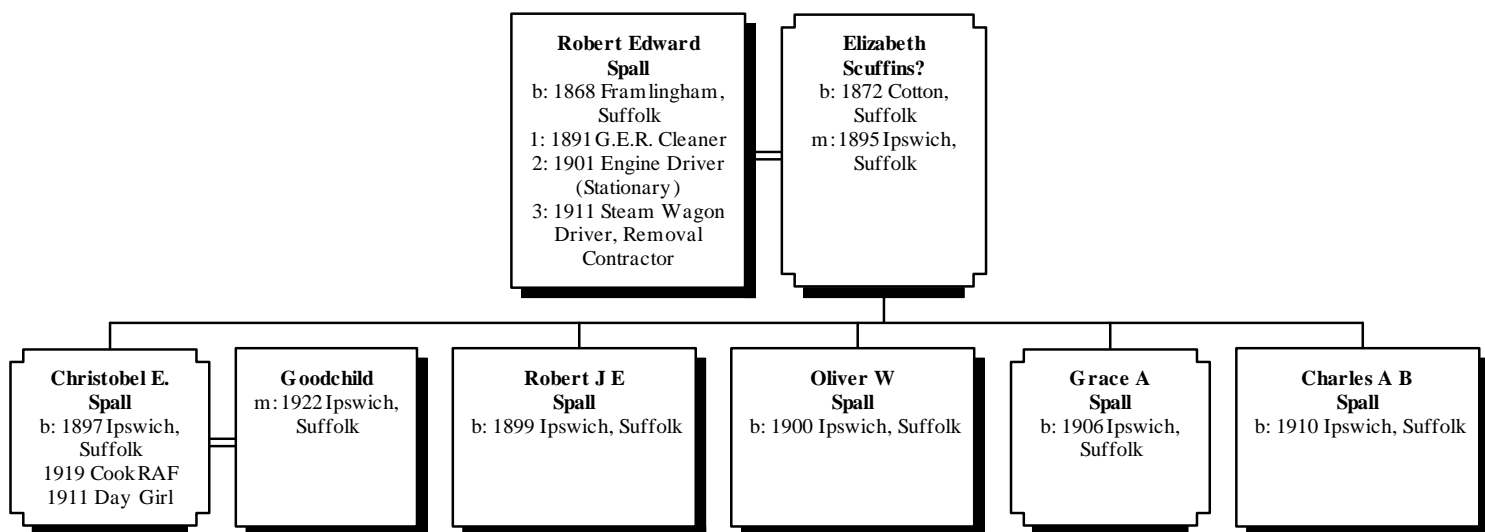 Robert Edward
Spall
b: 1868 Framlingham,
Suffolk
1: 1891 G.E.R. Cleaner
2: 1901 Engine Driver
(Stationary)
3: 1911 Steam Wagon
Driver, Removal
Contractor
Elizabeth
Scuffins?
b: 1872 Cotton,
Suffolk
m: 1895 Ipswich,
Suffolk
Christobel E.
Spall
b: 1897 Ipswich,
Suffolk
1919 Cook RAF
1911 Day Girl
Goodchild
m: 1922 Ipswich,
Suffolk
Robert J E
Spall
b: 1899 Ipswich, Suffolk
Oliver W
Spall
b: 1900 Ipswich, Suffolk
Grace A
Spall
b: 1906 Ipswich,
Suffolk
Charles A B
Spall
b: 1910 Ipswich, Suffolk